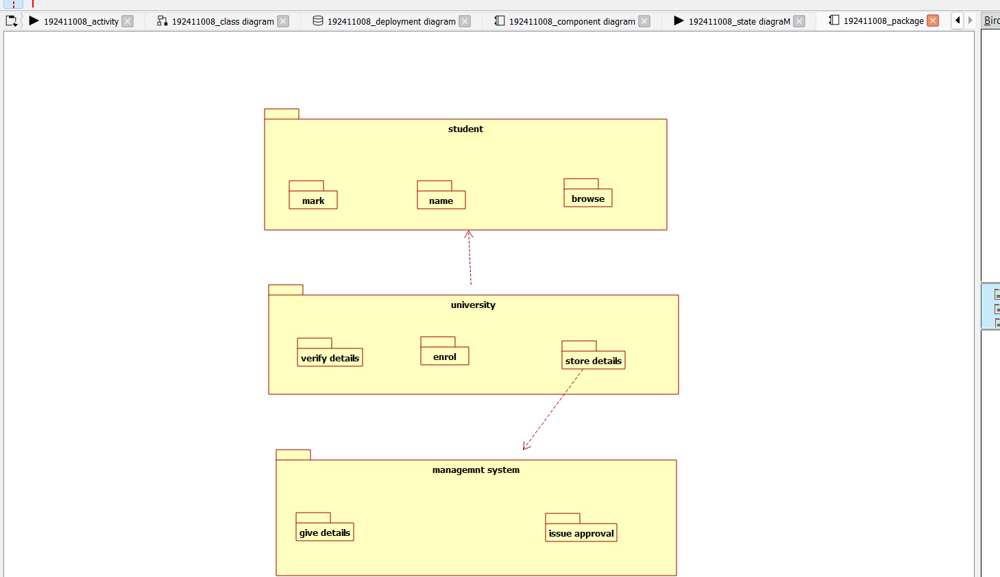 192411008_activity
192411008_class diagram
192411008_deployment diagram
192411008_component diagram
192411008_state diagraM
192411008_package
student
mark
name
browse
university
verify details
enrol
store details
managemnt system
give details
issue approval